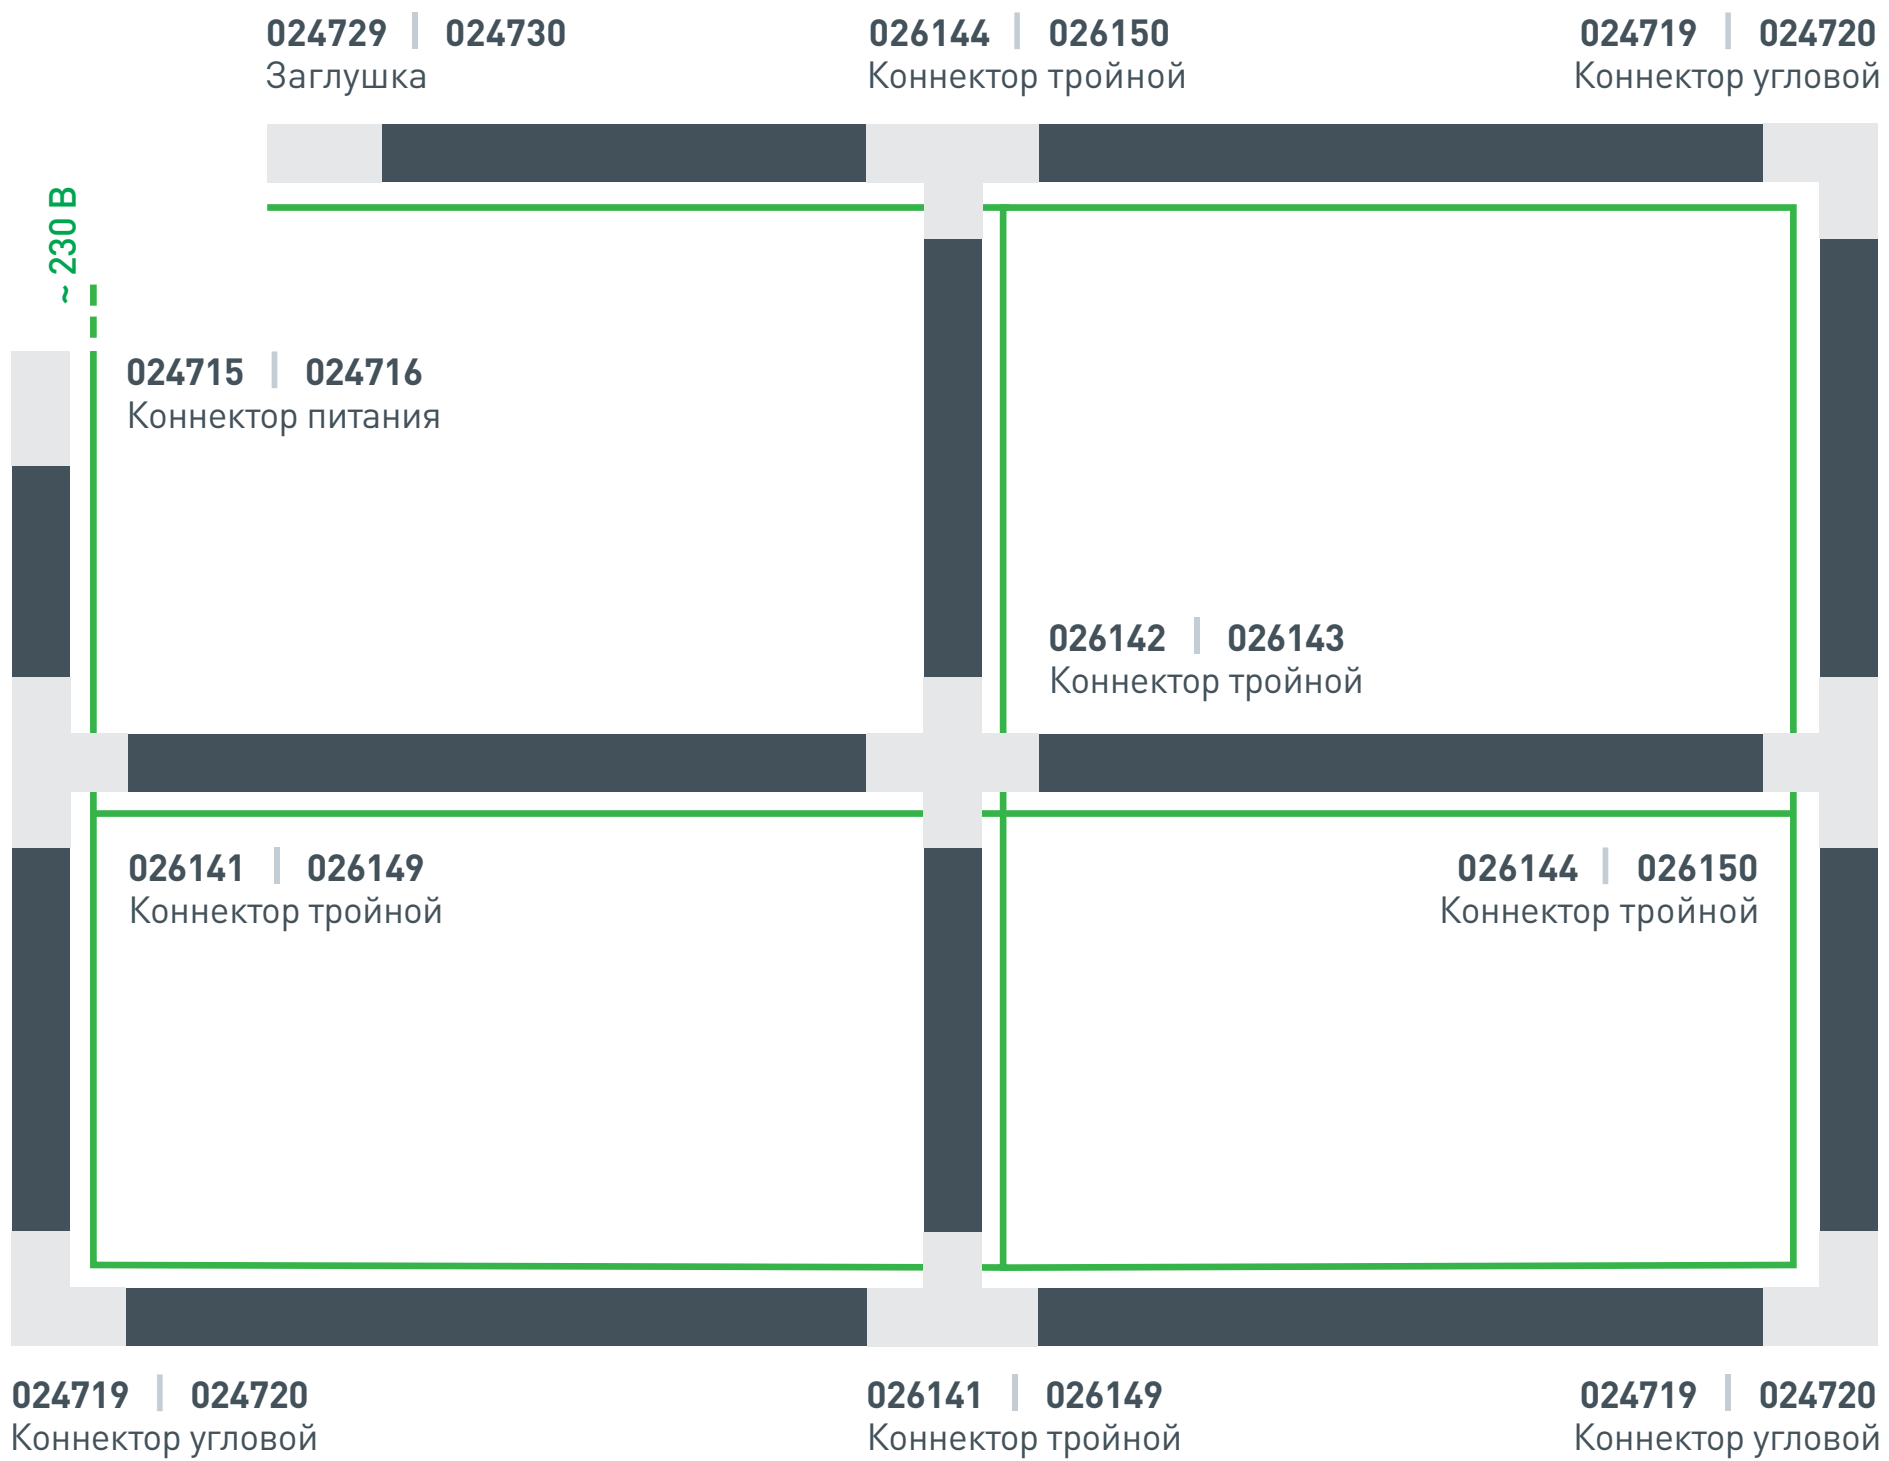 024729 | 024730
Заглушка
026144 | 026150
Коннектор тройной
024719 | 024720
Коннектор угловой
~ 230 В
024715 | 024716
Коннектор питания
026142 | 026143
Коннектор тройной
026141 | 026149
Коннектор тройной
026144 | 026150
Коннектор тройной
024719 | 024720
Коннектор угловой
026141 | 026149
Коннектор тройной
024719 | 024720
Коннектор угловой